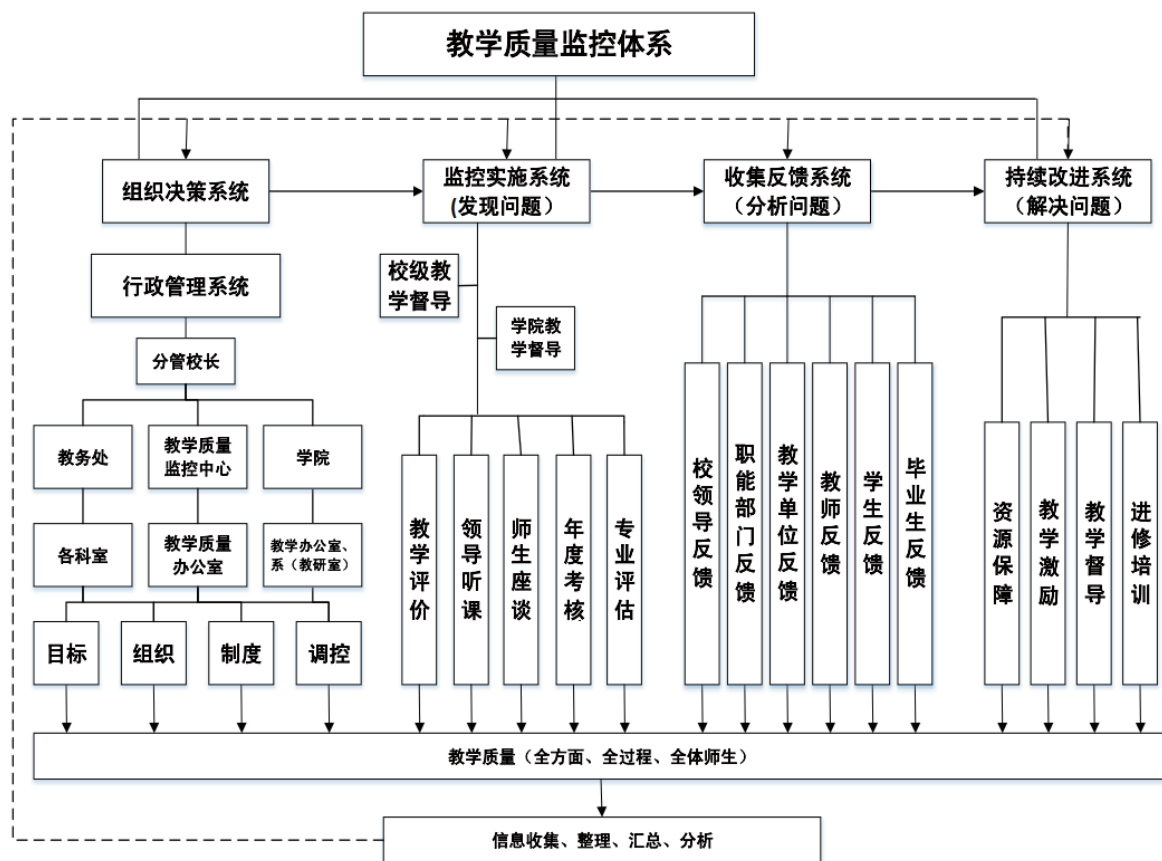 教学质量监控体系
组织决策系统
监控实施系统
(发现问题）
收集反馈系统
（分析问题）
持续改进系统
（解决问题）
行政管理系统
校级教
学督导
学院教
学督导
分管校长
教务处
教学质量
监控中心
学院
各科室
教学质量
办公室
教学办公室、
系（教研室）
目标
组织
制度
调控
教学评价
领导听课
师生座谈
年度考核
专业评估
校领导反馈
职能部门反馈
教学单位反馈
教师反馈
学生反馈
毕业生反馈
资源保障
教学激励
教学督导
进修培训
教学质量（全方面、全过程、全体师生）
信息收集、整理、汇总、分析